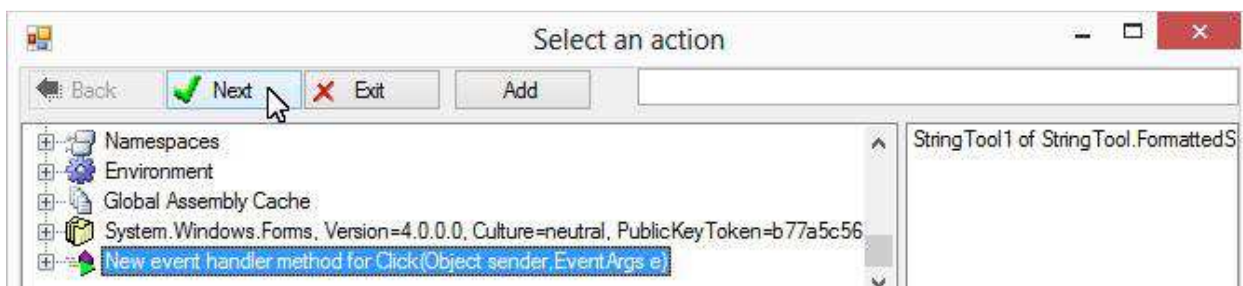 Select an action
Back Next Exit Add
Namespaces
Environment
Global Assembly Cache
System.Windows.Forms, Version=4.0.0.0, Culture=neutral, PublicKeyToken=b77a5c56
New event handler method for Click(Object sender,EventArgs e)
StringTool1 of StringTool.FormattedS